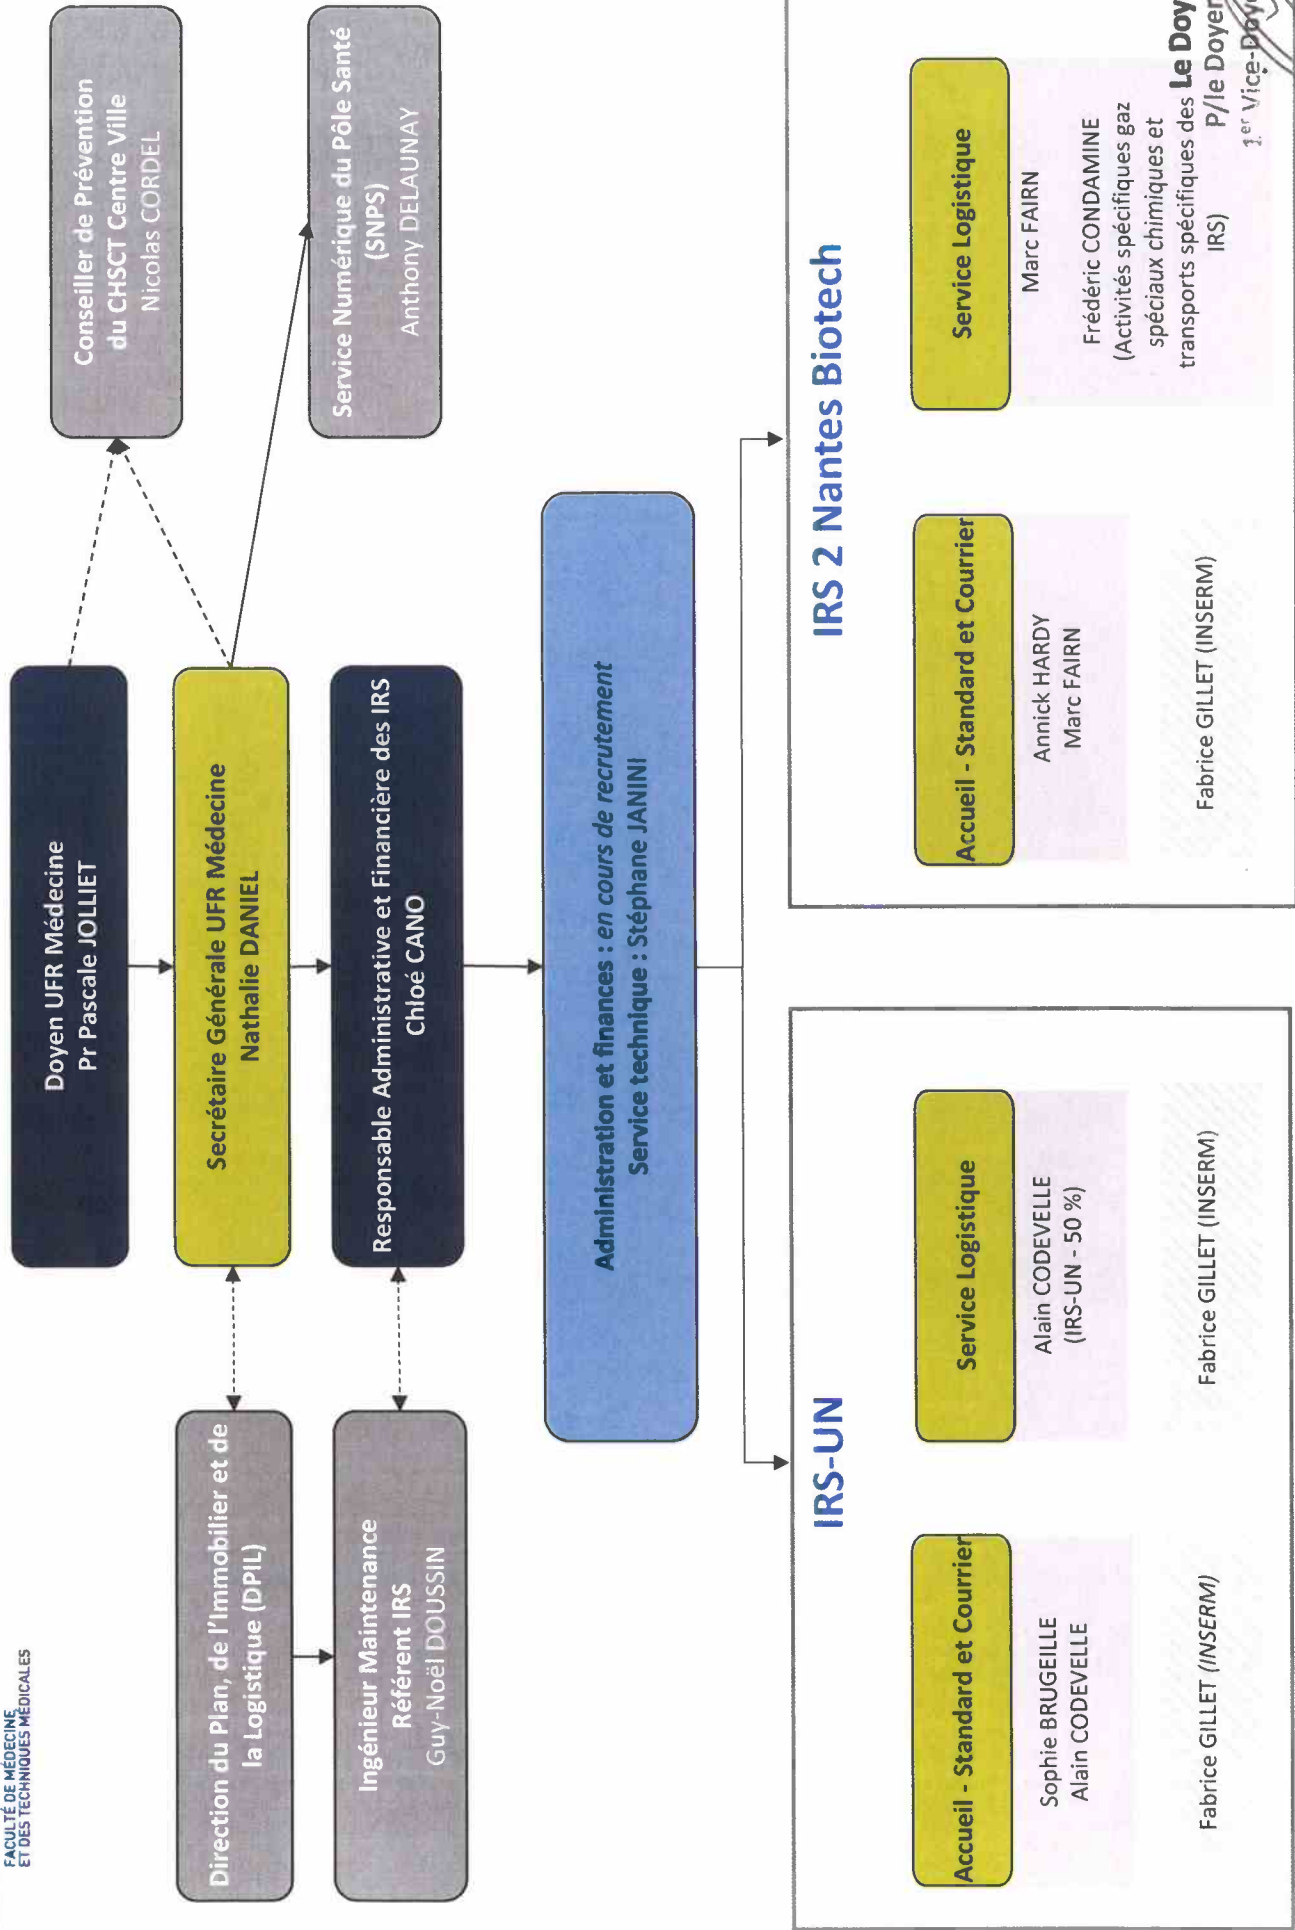 FACULTÉ DE MÉDECINE
ET DES TECHNIQUES MÉDICALES
Doyen UFR Médecine
Pr Pascale JOLLIET
Conseiller de Prévention
du CHSCT Centre Ville
Nicolas CORDEL
Direction du Plan, de l'Immobilier et de
la Logistique (DPIL)
Secrétaire Générale UFR Médecine
Nathalie DANIEL
Service Numérique du Pôle Santé
(SNPS)
Anthony DELAUNAY
Ingénieur Maintenance
Référent IRS
Guy-Noël DOUSSIN
Responsable Administrative et Financière des IRS
Chloé CANO
Administration et finances : en cours de recrutement
Service technique : Stéphane JANINI
IRS-UN
Accueil - Standard et Courrier
Sophie BRUGEILLE
Alain CODEVELLE
Fabrice GILLET (INSERM)
Service Logistique
Alain CODEVELLE
(IRS-UN - 50 %)
Fabrice GILLET (INSERM)
IRS 2 Nantes Biotech
Accueil - Standard et Courrier
Annick HARDY
Marc FAIRN
Fabrice GILLET (INSERM)
Service Logistique
Marc FAIRN
Frédéric CONDAMINE
(Activités spécifiques gaz
spéciaux chimiques et
transports spécifiques des
IRS)
Le Doy
P/le Doyen
1er Vice-Doy